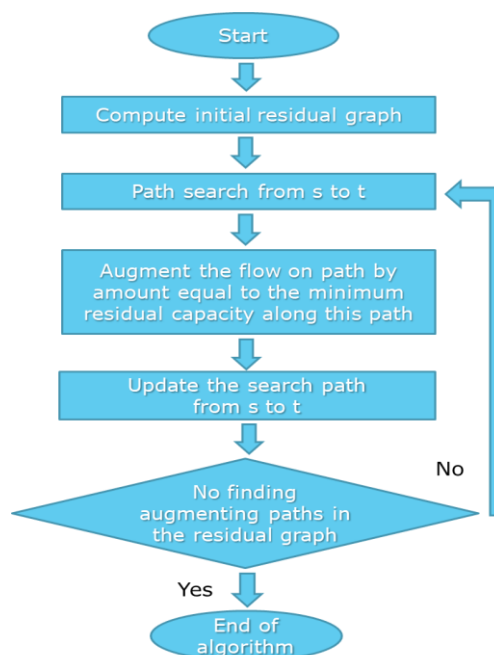 Start
Compute initial residual graph
Path search from s to t
Augment the flow on path by
amount equal to the minimum
residual capacity along this path
Update the search path
from s to t
No
No finding
augmenting paths in
the residual graph
Yes
End of
algorithm